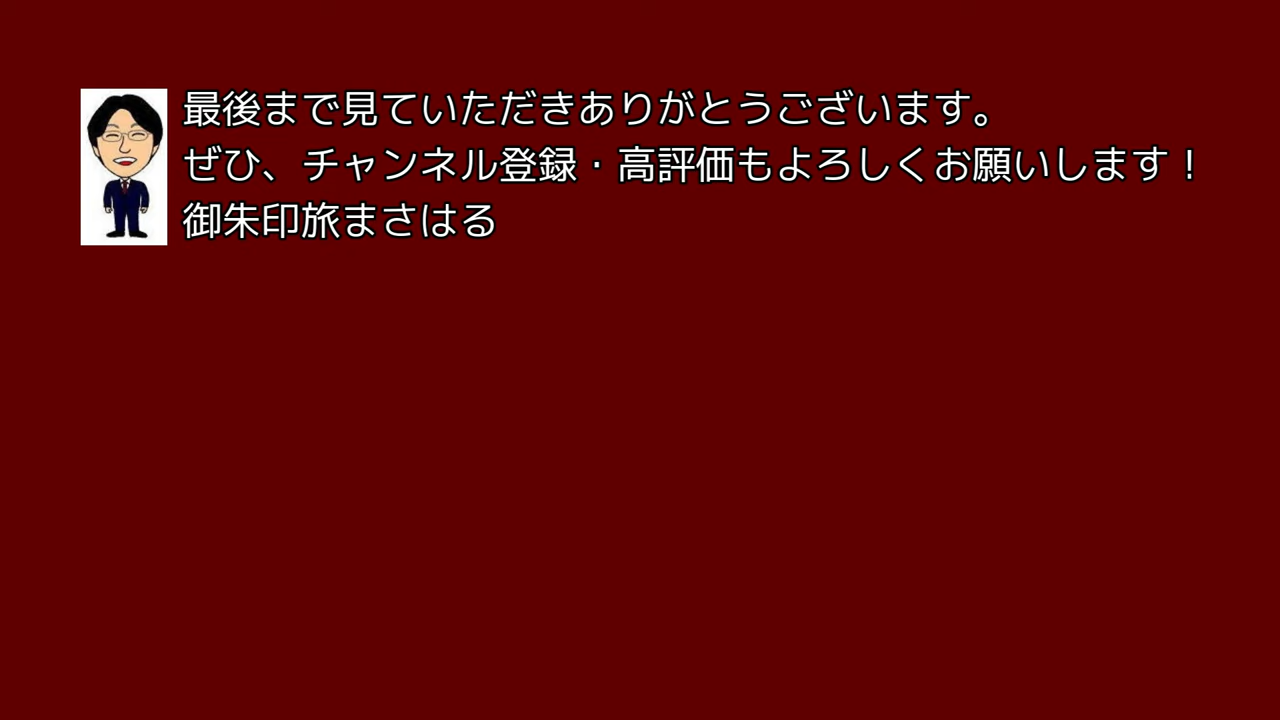 最後まで見ていただきありがとうございます。
ぜひ、チャンネル登録・高評価もよろしくお願いします！
御朱印旅まさはる